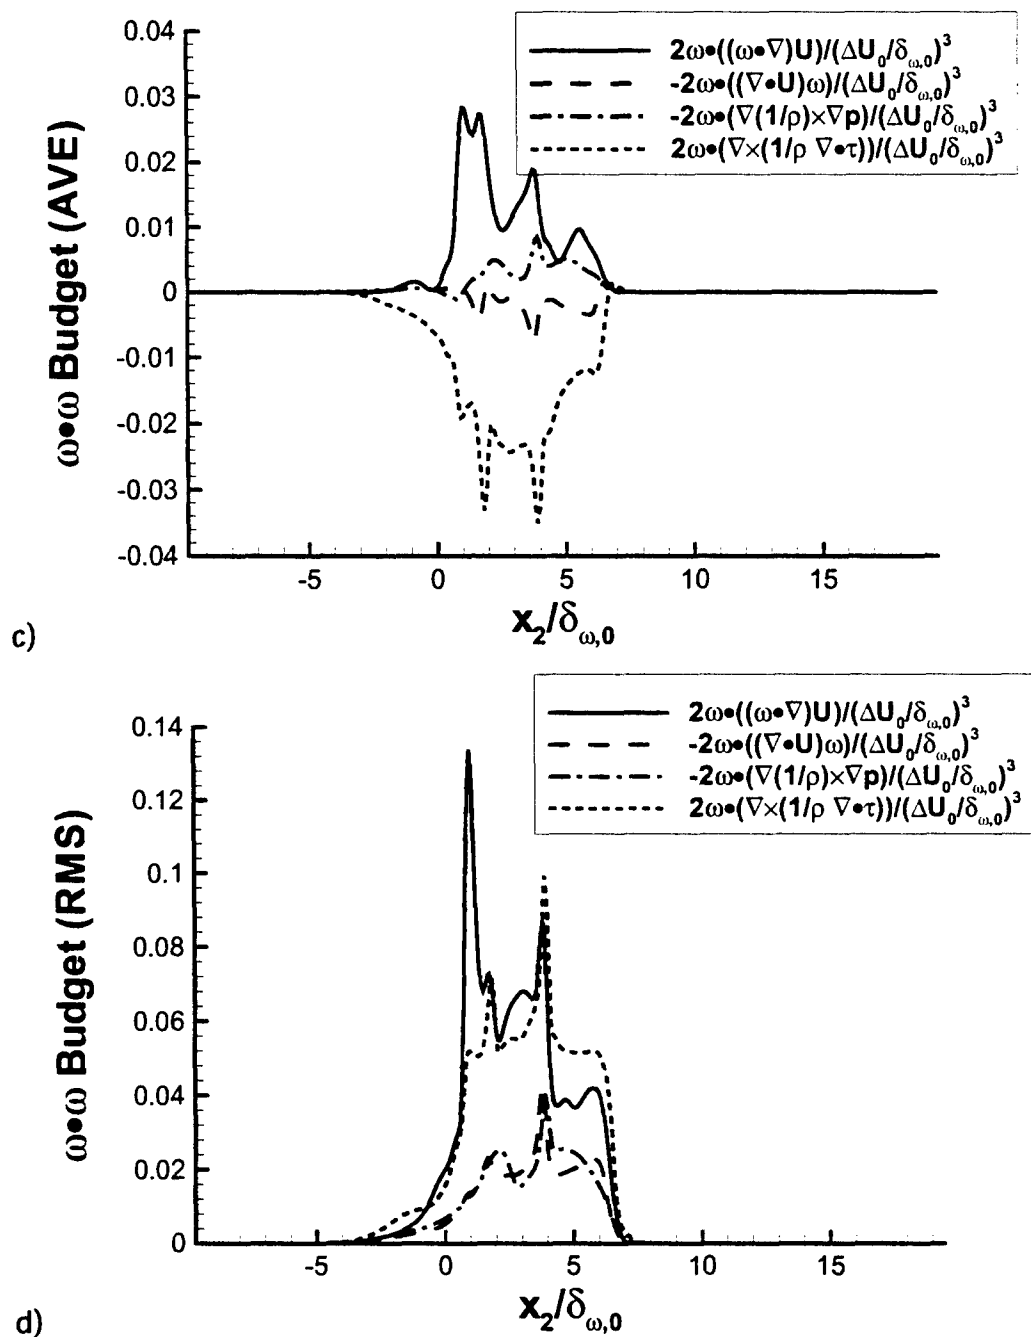 0.04
0.03
0.02
0.01
0
-0.01
-0.02
-0.03
-0.04
ω•ω Budget (AVE)
2ω•((ω•∇)U)/(ΔU₀/δω,0)³
-2ω•((∇•U)ω)/(ΔU₀/δω,0)³
-2ω•(∇(1/ρ)×∇p)/(ΔU₀/δω,0)³
2ω•(∇×(1/ρ ∇•τ))/(ΔU₀/δω,0)³
-5 0 5 10 15
x₂/δω,0
c)
0.14
0.12
0.1
0.08
0.06
0.04
0.02
0
ω•ω Budget (RMS)
2ω•((ω•∇)U)/(ΔU₀/δω,0)³
-2ω•((∇•U)ω)/(ΔU₀/δω,0)³
-2ω•(∇(1/ρ)×∇p)/(ΔU₀/δω,0)³
2ω•(∇×(1/ρ ∇•τ))/(ΔU₀/δω,0)³
-5 0 5 10 15
x₂/δω,0
d)